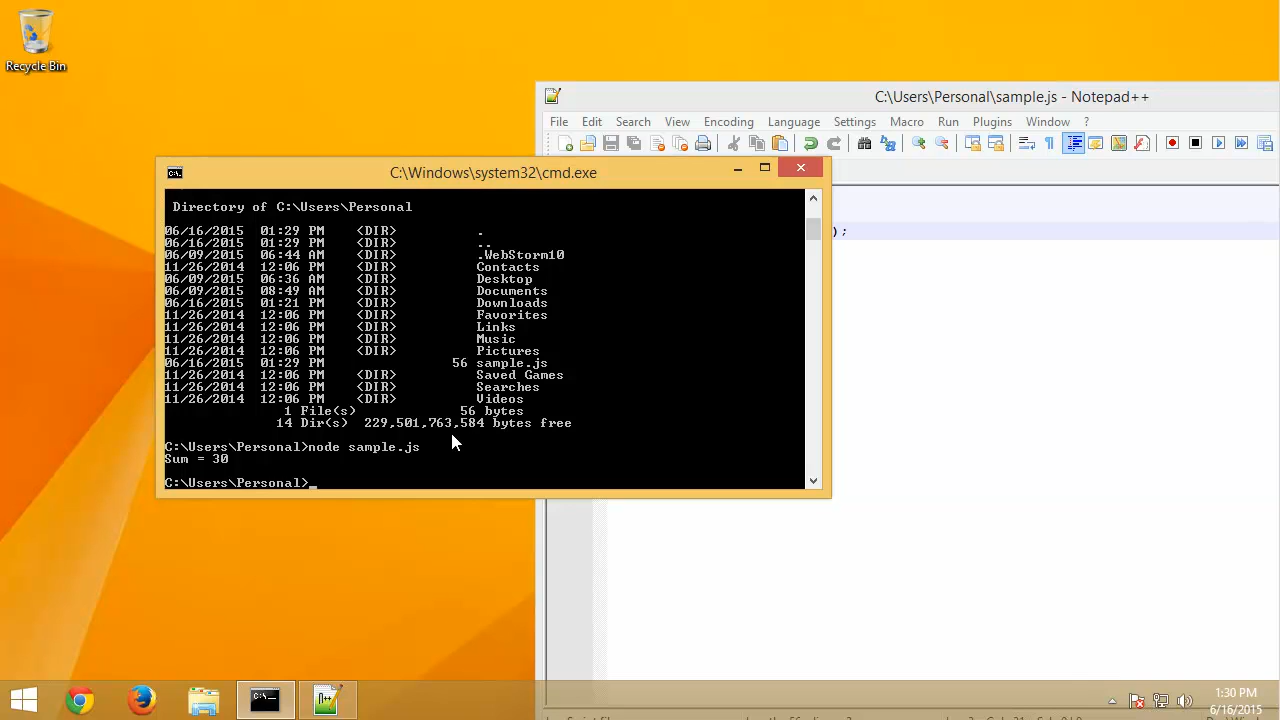 Recycle Bin
C:\Users\Personal\sample.js - Notepad++
File Edit Search View Encoding Language Macro Run Plugins Window ?
C:\Windows\system32\cmd.exe
Directory of C:\Users\Personal
);
06/16/2015 01:29 PM <DIR> .
06/16/2015 01:29 PM <DIR> ..
06/09/2015 06:44 AM <DIR> .WebStorm10
11/26/2014 12:06 PM <DIR> Contacts
06/09/2015 06:36 AM <DIR> Desktop
06/09/2015 08:49 AM <DIR> Documents
06/16/2015 01:21 PM <DIR> Downloads
11/26/2014 12:06 PM <DIR> Favorites
11/26/2014 12:06 PM <DIR> Links
11/26/2014 12:06 PM <DIR> Music
11/26/2014 12:06 PM <DIR> Pictures
06/16/2015 01:29 PM 56 sample.js
11/26/2014 12:06 PM <DIR> Saved Games
11/26/2014 12:06 PM <DIR> Searches
11/26/2014 12:06 PM <DIR> Videos
1 File(s) 56 bytes
14 Dir(s) 229,501,763,584 bytes free
C:\Users\Personal>node sample.js
Sum = 30
C:\Users\Personal>_
1:30 PM
6/16/2015